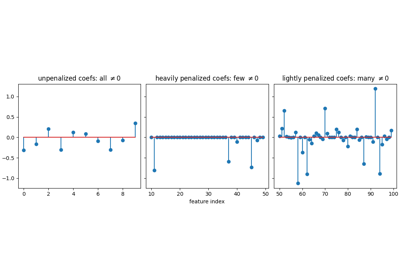 unpenalized coefs: all ≠0
heavily penalized coefs: few ≠0
lightly penalized coefs: many ≠0
1.0
0.5
0.0
−0.5
−1.0
0 2 4 6 8
10 20 30 40 50
50 60 70 80 90 100
feature index